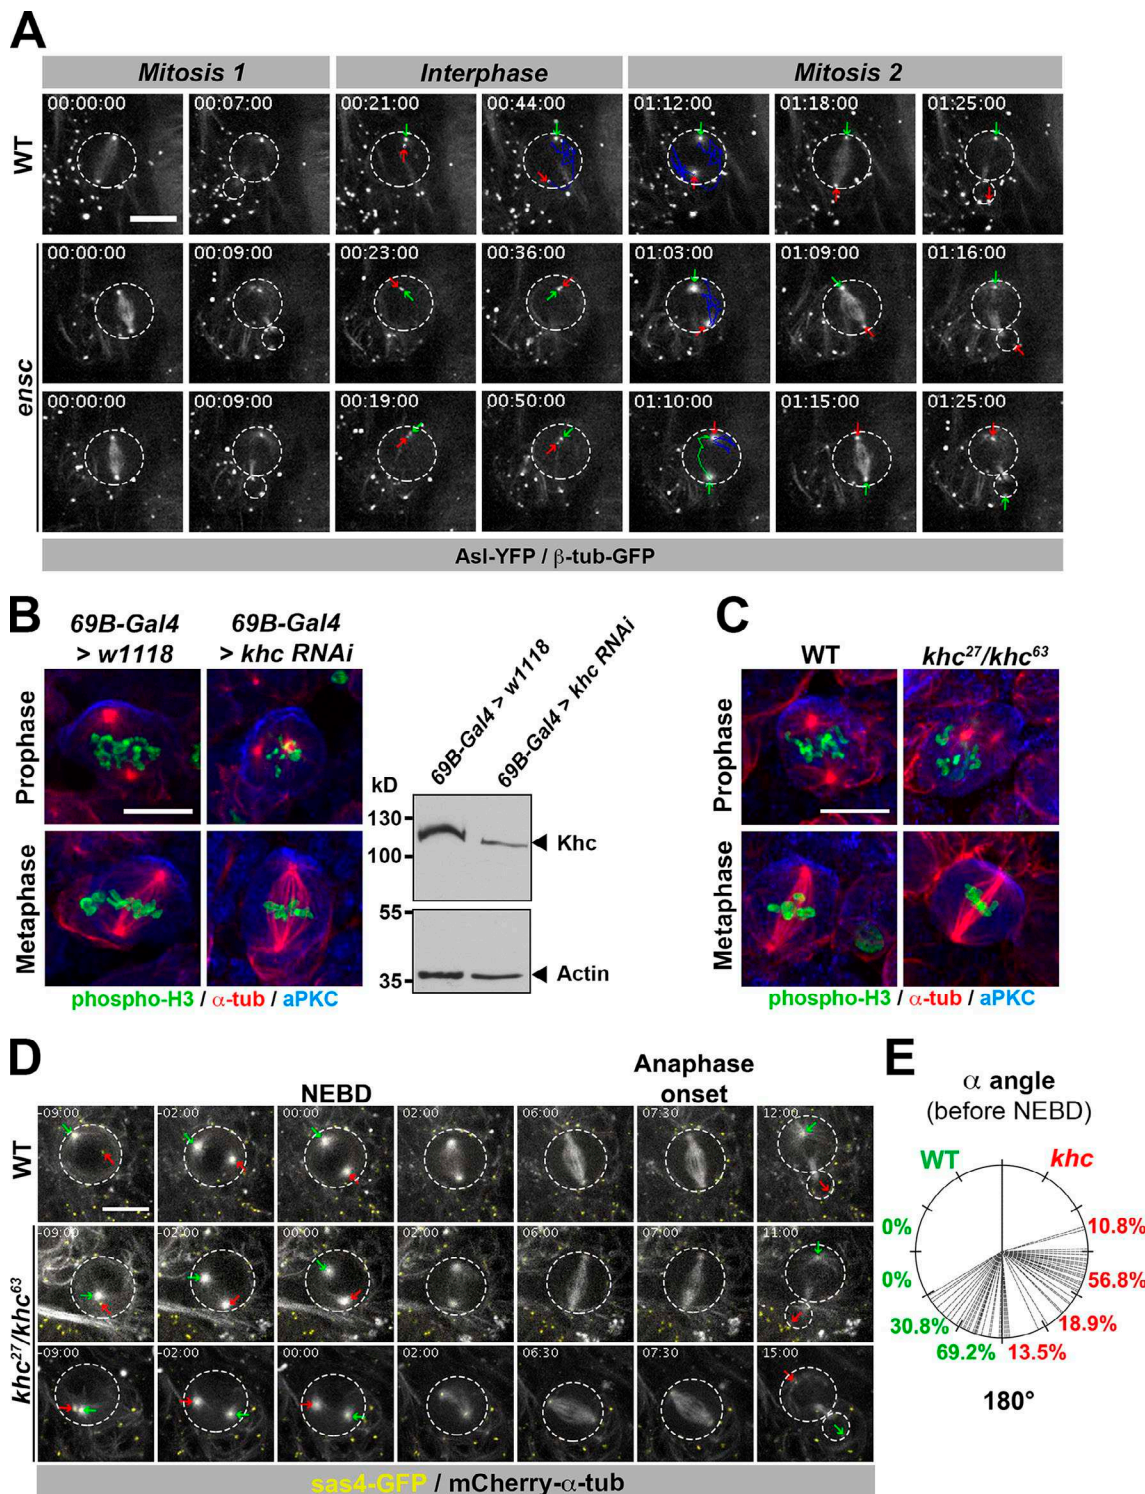 A
Mitosis 1 Interphase Mitosis 2
WT
00:00:00 00:07:00 00:21:00 00:44:00 01:12:00 01:18:00 01:25:00
ensc
00:00:00 00:09:00 00:23:00 00:36:00 01:03:00 01:09:00 01:16:00
00:00:00 00:09:00 00:19:00 00:50:00 01:10:00 01:15:00 01:25:00
Asl-YFP / β-tub-GFP
B
69B-Gal4 > w1118
69B-Gal4 > khc RNAi
Prophase
Metaphase
phospho-H3 / α-tub / aPKC
69B-Gal4 > w1118
69B-Gal4 > khc RNAi
kD
130
100
Khc
55
35
Actin
C
WT khc27/khc63
Prophase
Metaphase
phospho-H3 / α-tub / aPKC
D
NEBD
Anaphase onset
WT
-09:00 -02:00 00:00 02:00 06:00 07:30 12:00
khc27/khc63
-09:00 -02:00 00:00 02:00 06:00 07:00 11:00
-09:00 -02:00 00:00 02:00 06:30 07:30 15:00
sas4-GFP / mCherry-α-tub
E
α angle
(before NEBD)
WT khc
0% 10.8%
0% 56.8%
30.8% 18.9%
69.2% 13.5%
180°